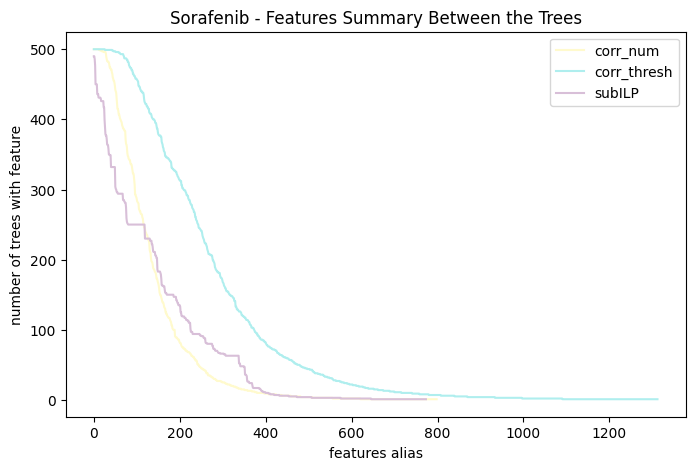 Sorafenib - Features Summary Between the Trees
corr_num
corr_thresh
subILP
number of trees with feature
500
400
300
200
100
0
0 200 400 600 800 1000 1200
features alias